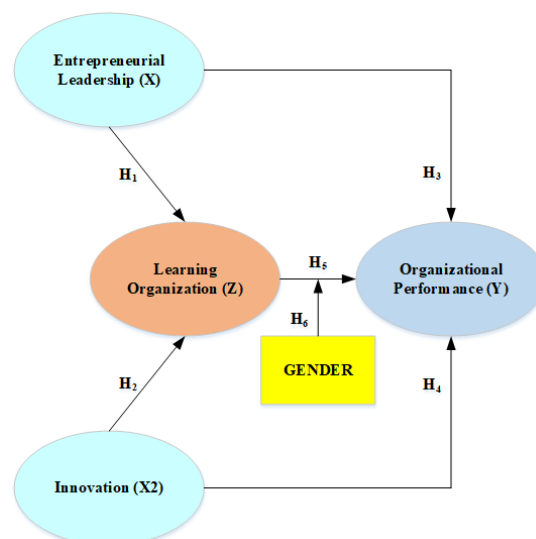 Entrepreneurial
Leadership (X)
H₁
H₃
Learning
Organization (Z)
H₅
Organizational
Performance (Y)
H₆
GENDER
H₂
H₄
Innovation (X2)